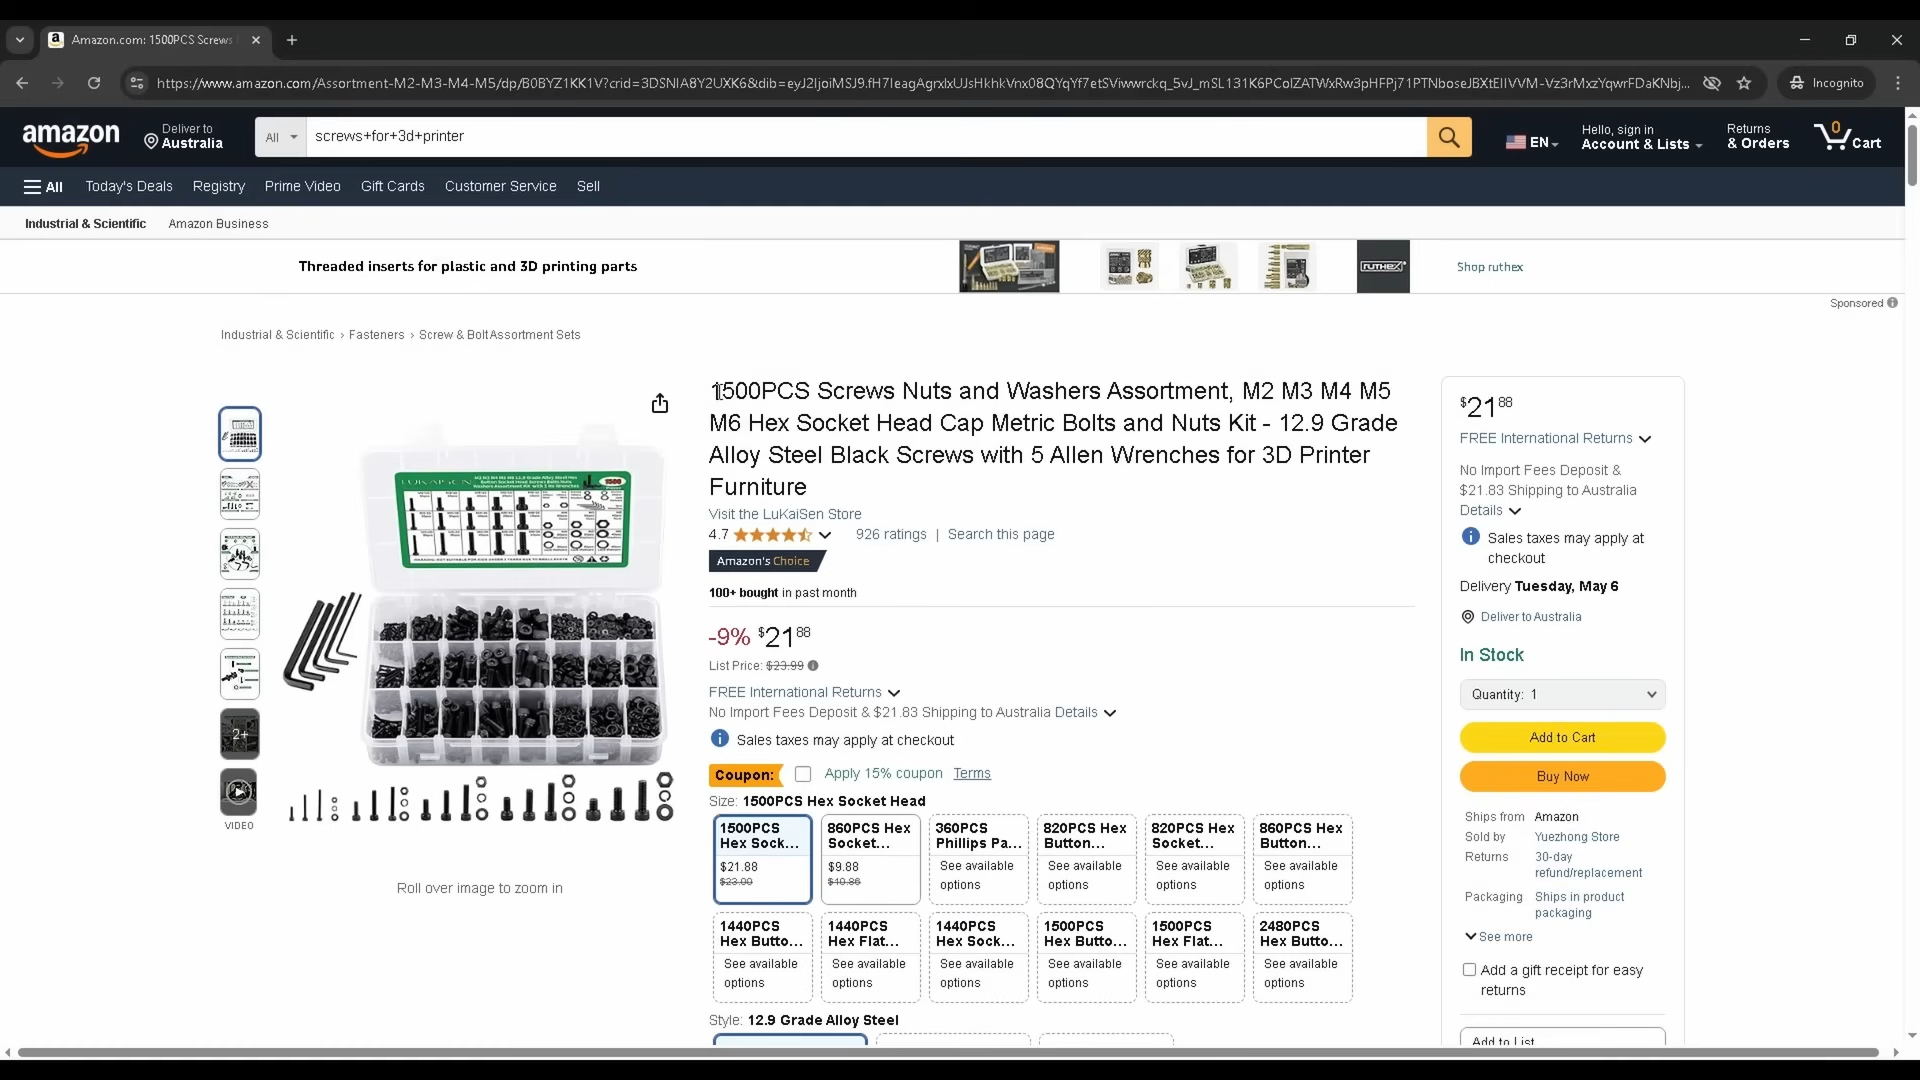 Amazon.com: 1500PCS Screws
https://www.amazon.com/Assortment-M2-M3-M4-M5/dp/B0BYZ1KK1V?crid=3DSNIA8Y2UXK6&dib=
Incognito
amazon
Deliver to
Australia
All
screws+for+3d+printer
EN
Hello, sign in
Account & Lists
Returns
& Orders
0
Cart
All
Today's Deals
Registry
Prime Video
Gift Cards
Customer Service
Sell
Industrial & Scientific
Amazon Business
Threaded inserts for plastic and 3D printing parts
ruthex
Shop ruthex
Sponsored
Industrial & Scientific › Fasteners › Screw & Bolt Assortment Sets
1500PCS Screws Nuts and Washers Assortment, M2 M3 M4 M5
M6 Hex Socket Head Cap Metric Bolts and Nuts Kit - 12.9 Grade
Alloy Steel Black Screws with 5 Allen Wrenches for 3D Printer
Furniture
Visit the LuKaiSen Store
4.7
926 ratings | Search this page
Amazon's Choice
100+ bought in past month
-9% $21 88
List Price: $23.99
FREE International Returns
No Import Fees Deposit & $21.83 Shipping to Australia Details
Sales taxes may apply at checkout
Coupon:
Apply 15% coupon Terms
Size: 1500PCS Hex Socket Head
1500PCS
Hex Sock...
$21.88
860PCS Hex
Socket...
$9.88
$10.86
360PCS
Phillips Pa...
See available
options
820PCS Hex
Button...
See available
options
820PCS Hex
Socket...
See available
options
860PCS Hex
Button...
See available
options
1440PCS
Hex Butto...
See available
options
1440PCS
Hex Flat...
See available
options
1440PCS
Hex Sock...
See available
options
1500PCS
Hex Butto...
See available
options
1500PCS
Hex Flat...
See available
options
2480PCS
Hex Butto...
See available
options
Style: 12.9 Grade Alloy Steel
LUKAISEN
1500
2+
VIDEO
Roll over image to zoom in
$21 88
FREE International Returns
No Import Fees Deposit &
$21.83 Shipping to Australia
Details
Sales taxes may apply at
checkout
Delivery Tuesday, May 6
Deliver to Australia
In Stock
Quantity: 1
Add to Cart
Buy Now
Ships from Amazon
Sold by Yuezhong Store
Returns 30-day
refund/replacement
Packaging Ships in product
packaging
See more
Add a gift receipt for easy
returns
Add to List